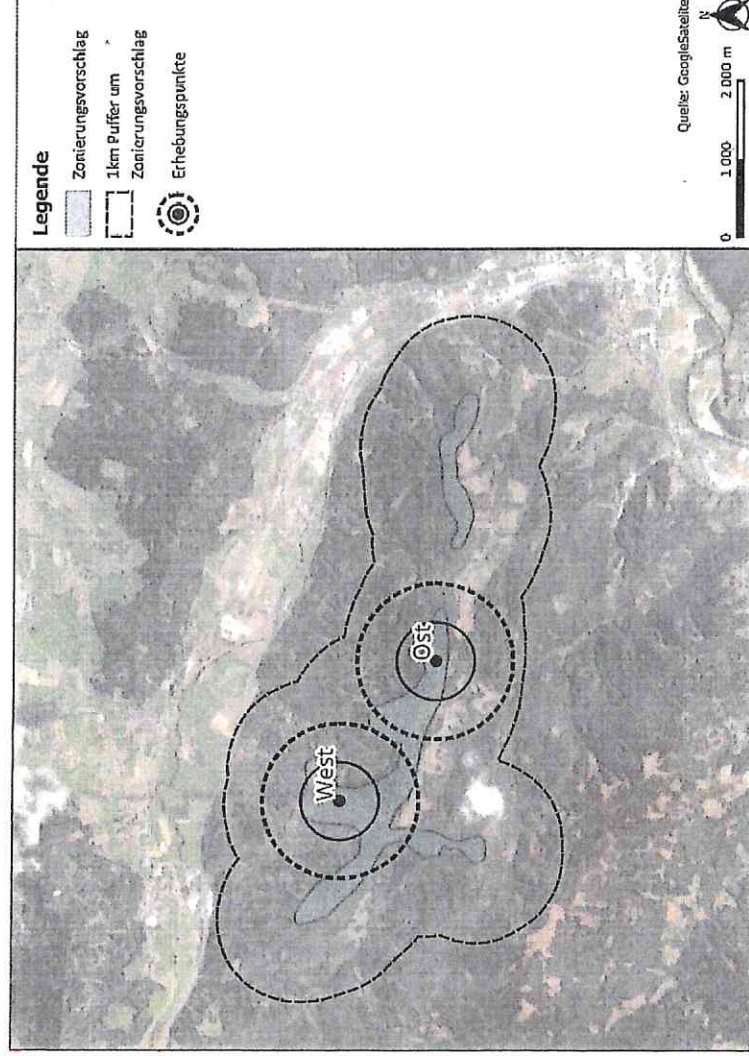 Legende
Zonierungsvorschlag
1km Puffer um
Zonierungsvorschlag
Erhebungspunkte
West
Ost
Quelle: GoogleSatelite
N
0 1 000 2 000 m